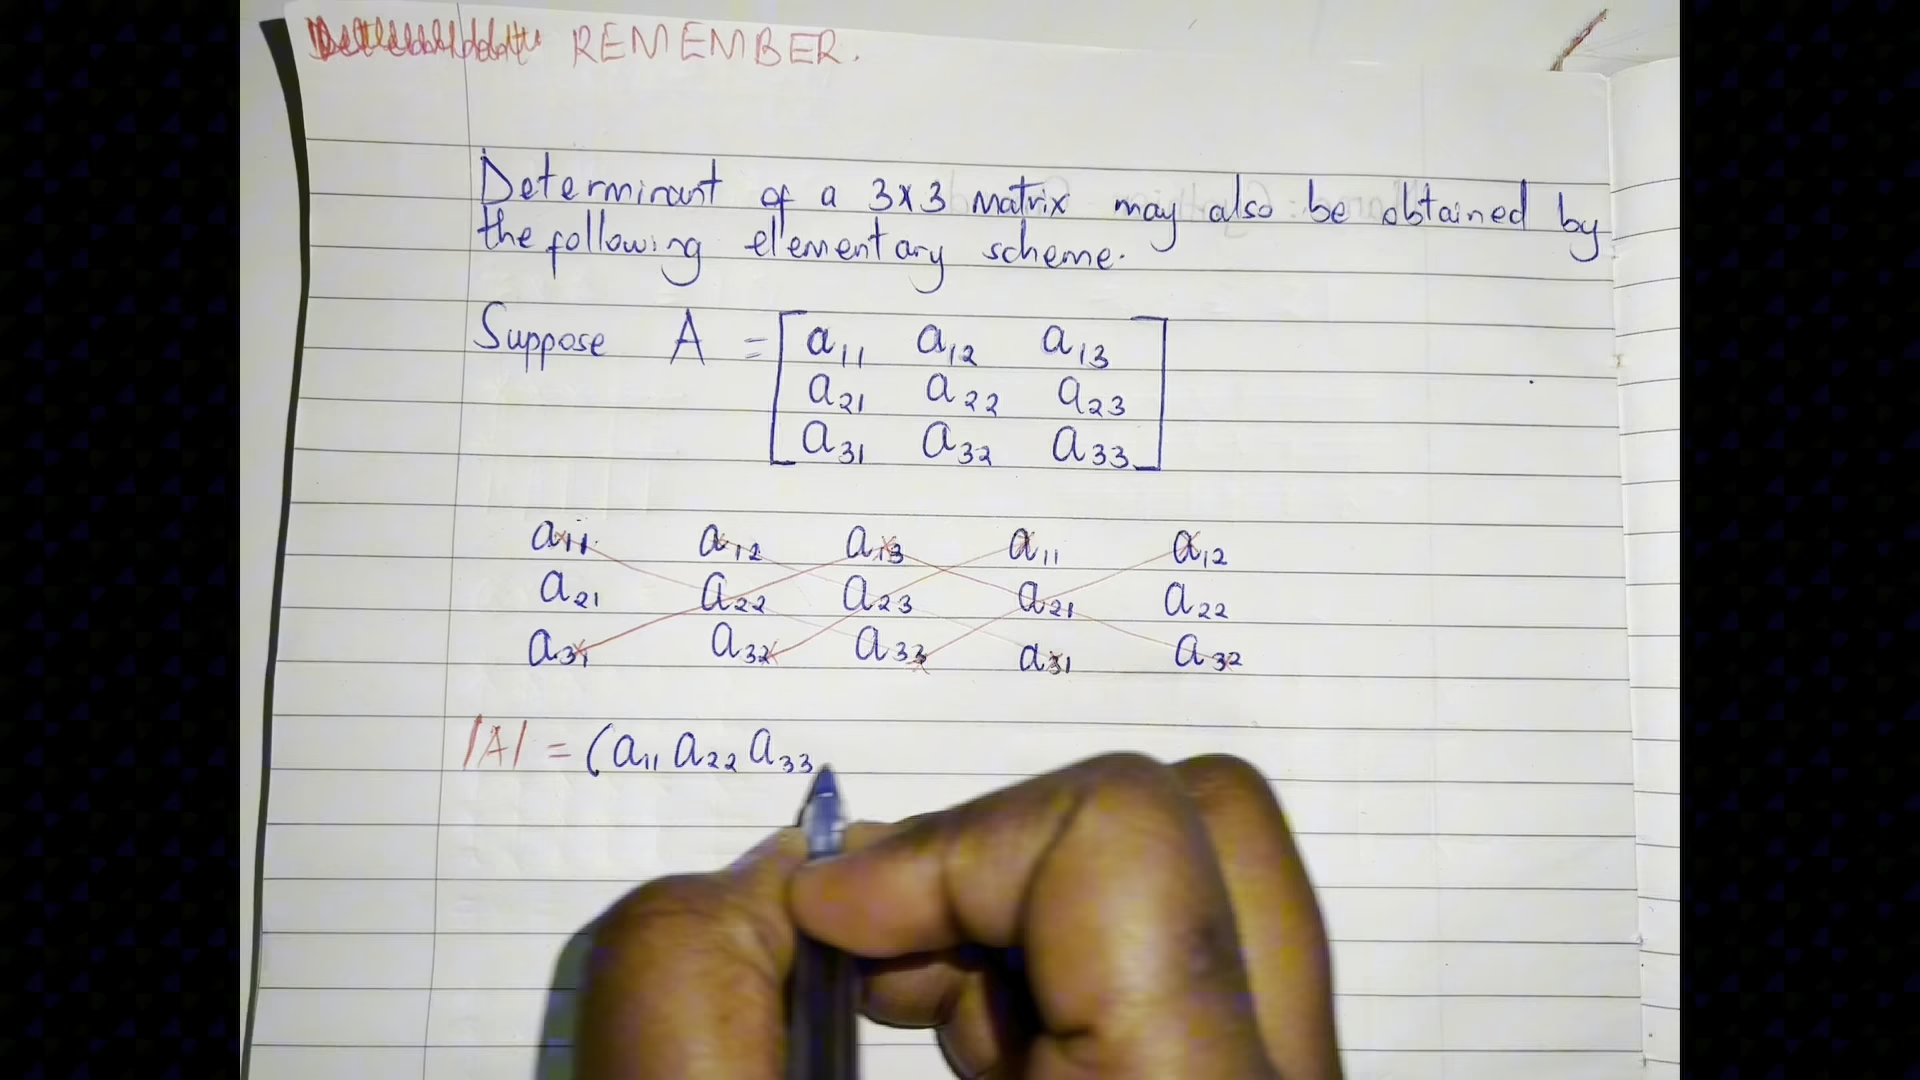 REMEMBER.
Determinant of a 3x3 matrix may also be obtained by
the following elementary scheme.
Suppose A = [a₁₁ a₁₂ a₁₃
a₂₁ a₂₂ a₂₃
a₃₁ a₃₂ a₃₃]
a₁₁ a₁₂ a₁₃ a₁₁ a₁₂
a₂₁ a₂₂ a₂₃ a₂₁ a₂₂
a₃₁ a₃₂ a₃₃ a₃₁ a₃₂
|A| = (a₁₁ a₂₂ a₃₃